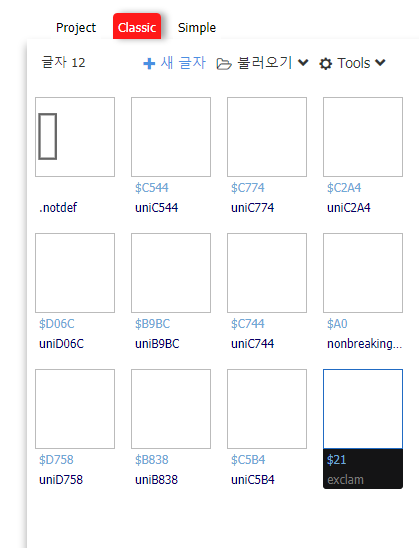 Project Classic Simple
글자 12 새 글자 불러오기 Tools
$C544 $C774 $C2A4
.notdef uniC544 uniC774 uniC2A4
$D06C $B9BC $C744 $A0
uniD06C uniB9BC uniC744 nonbreaking...
$D758 $B838 $C5B4 $21
uniD758 uniB838 uniC5B4 exclam